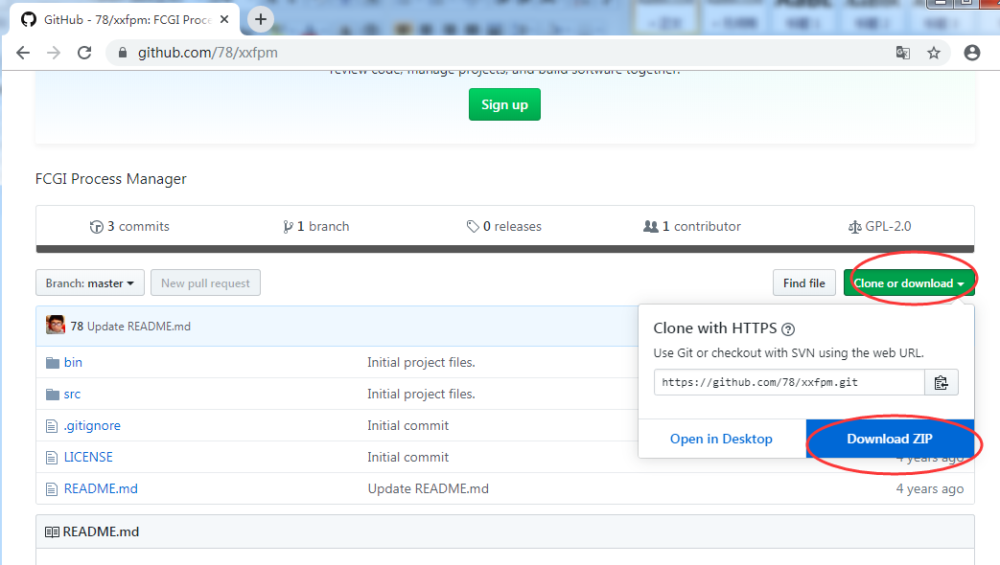 GitHub - 78/xxfpm: FCGI Proce
github.com/78/xxfpm
review code, manage projects, and build software together.
Sign up
FCGI Process Manager
3 commits
1 branch
0 releases
1 contributor
GPL-2.0
Branch: master
New pull request
Find file
Clone or download
78 Update README.md
Clone with HTTPS
Use Git or checkout with SVN using the web URL.
https://github.com/78/xxfpm.git
Open in Desktop
Download ZIP
bin
Initial project files.
src
Initial project files.
.gitignore
Initial commit
LICENSE
Initial commit
4 years ago
README.md
Update README.md
4 years ago
README.md